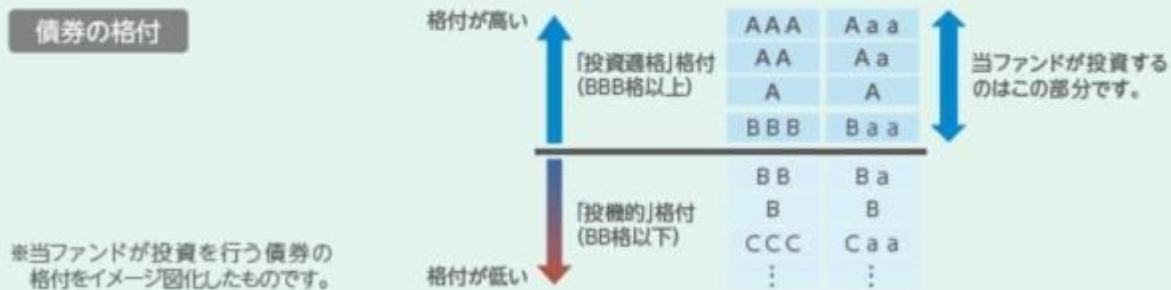 債券の格付
格付が高い
「投資適格」格付
(BBB格以上)
AAA Aaa
AA Aa
A A
BBB Baa
当ファンドが投資する
のはこの部分です。
「投機的」格付
(BB格以下)
BB Ba
B B
CCC Caa
⋮ ⋮
格付が低い
※当ファンドが投資を行う債券の
格付をイメージ図化したものです。